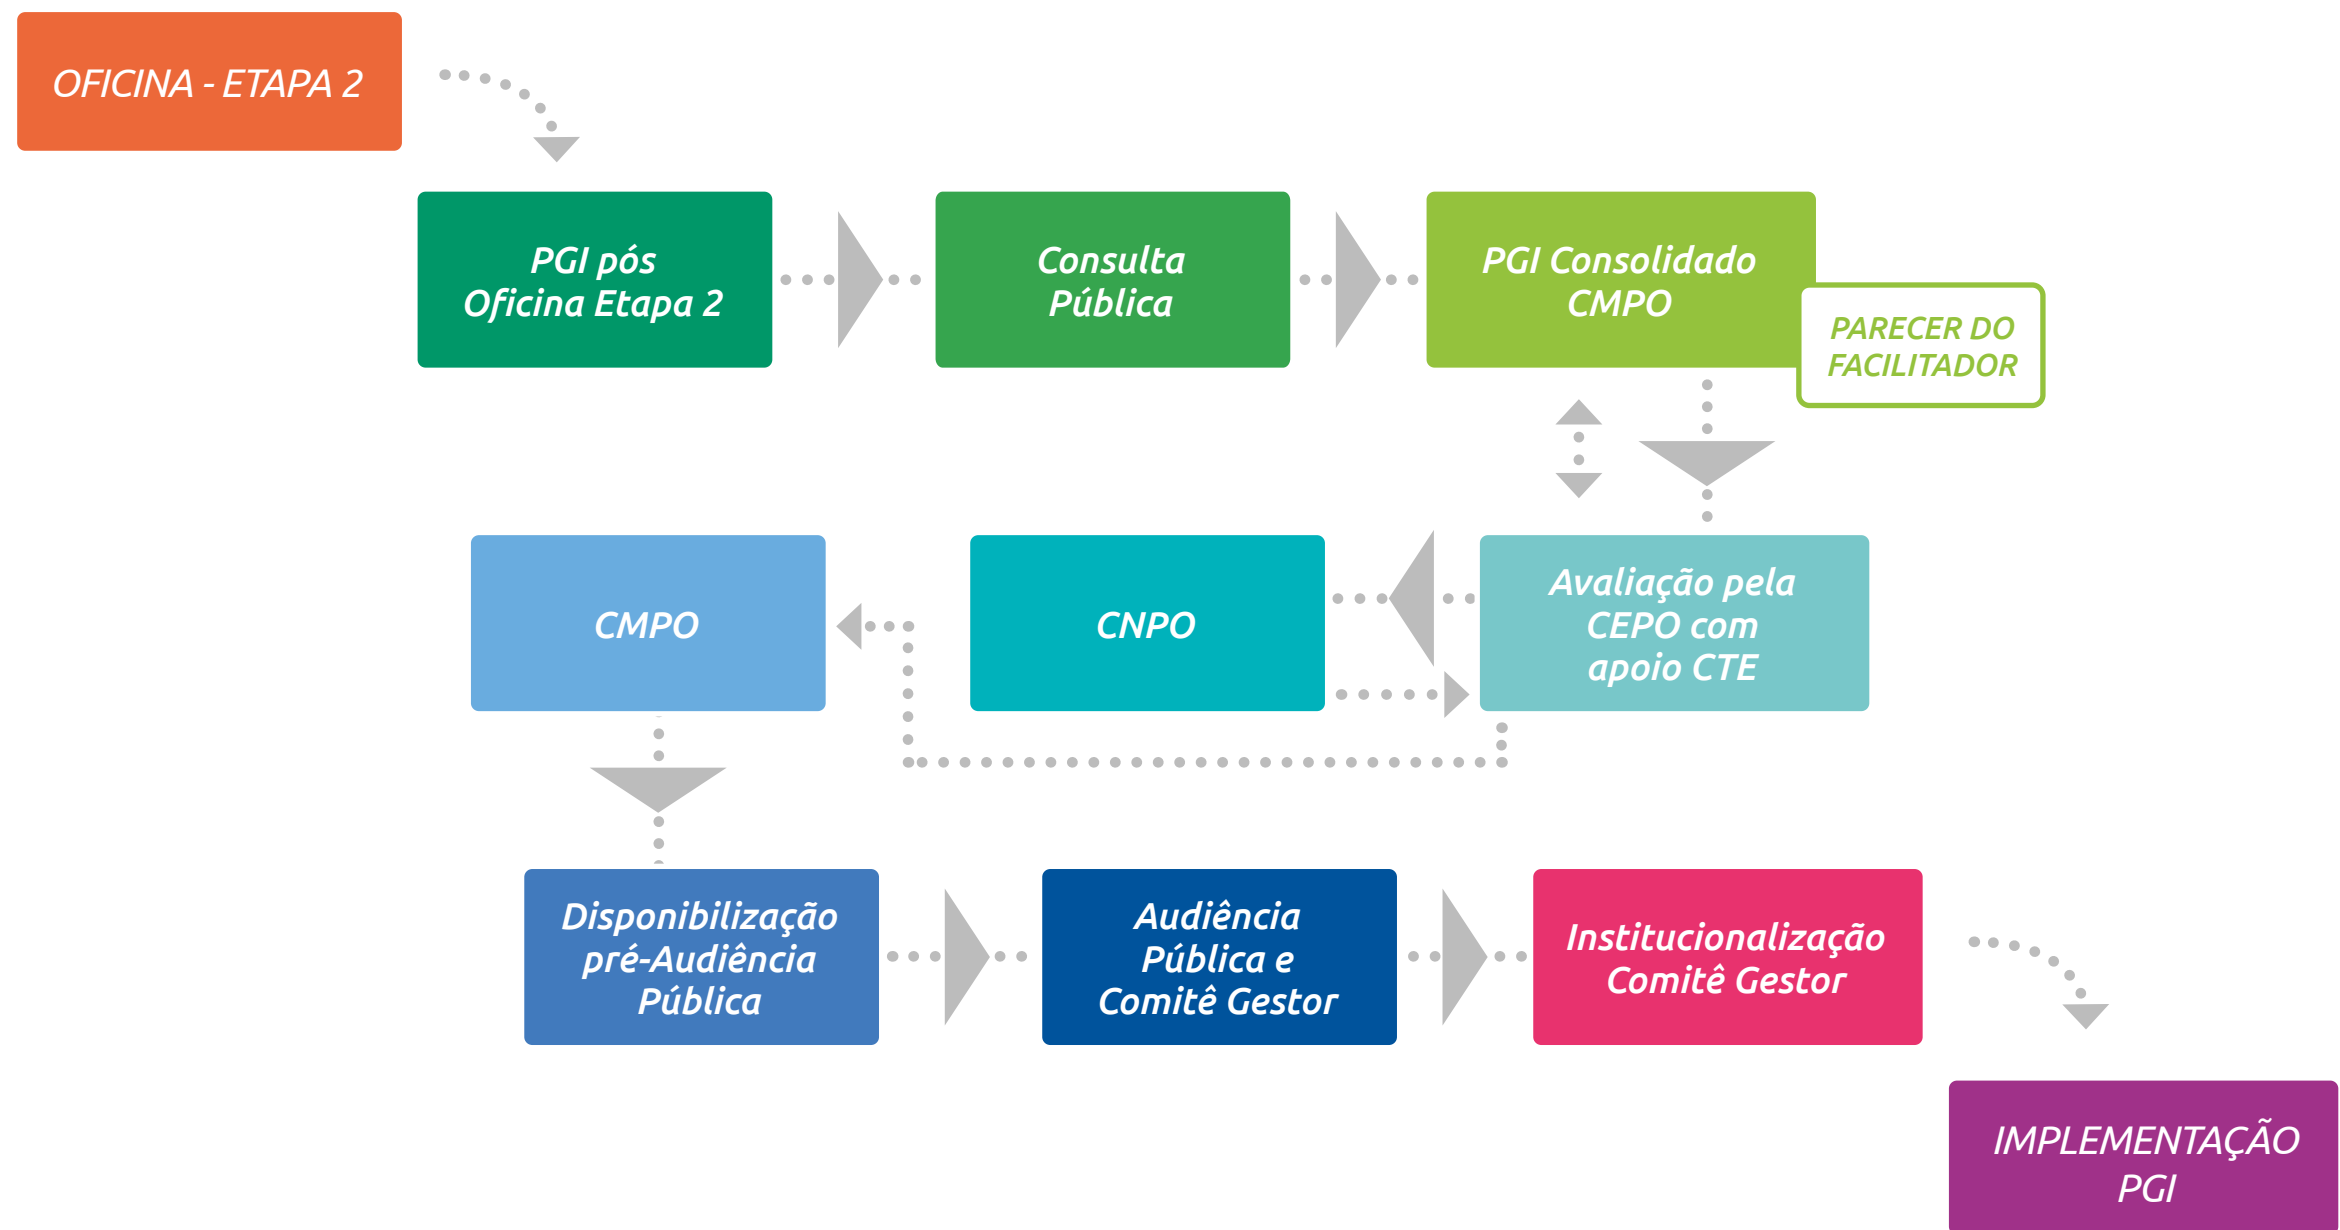 OFICINA - ETAPA 2
PGI pós
Oficina Etapa 2
Consulta
Pública
PGI Consolidado
CMPO
PARECER DO
FACILITADOR
CMPO
CNPO
Avaliação pela
CEPO com
apoio CTE
Disponibilização
pré-Audiência
Pública
Audiência
Pública e
Comitê Gestor
Institucionalização
Comitê Gestor
IMPLEMENTAÇÃO
PGI